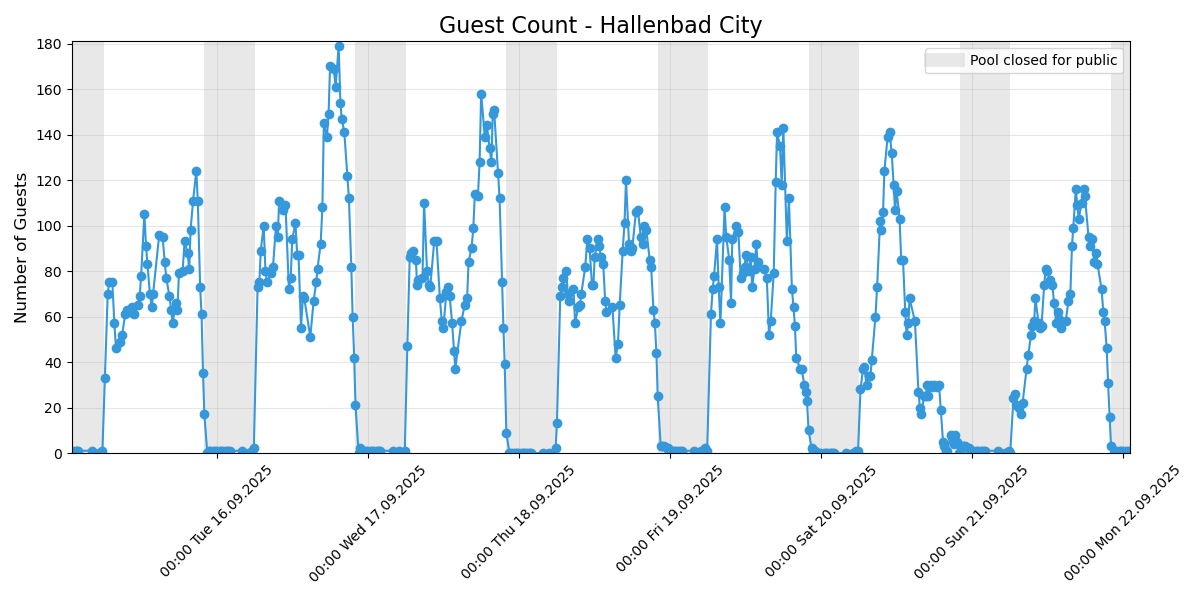 Guest Count - Hallenbad City
Pool closed for public
Number of Guests
180
160
140
120
100
80
60
40
20
0
00:00 Tue 16.09.2025
00:00 Wed 17.09.2025
00:00 Thu 18.09.2025
00:00 Fri 19.09.2025
00:00 Sat 20.09.2025
00:00 Sun 21.09.2025
00:00 Mon 22.09.2025